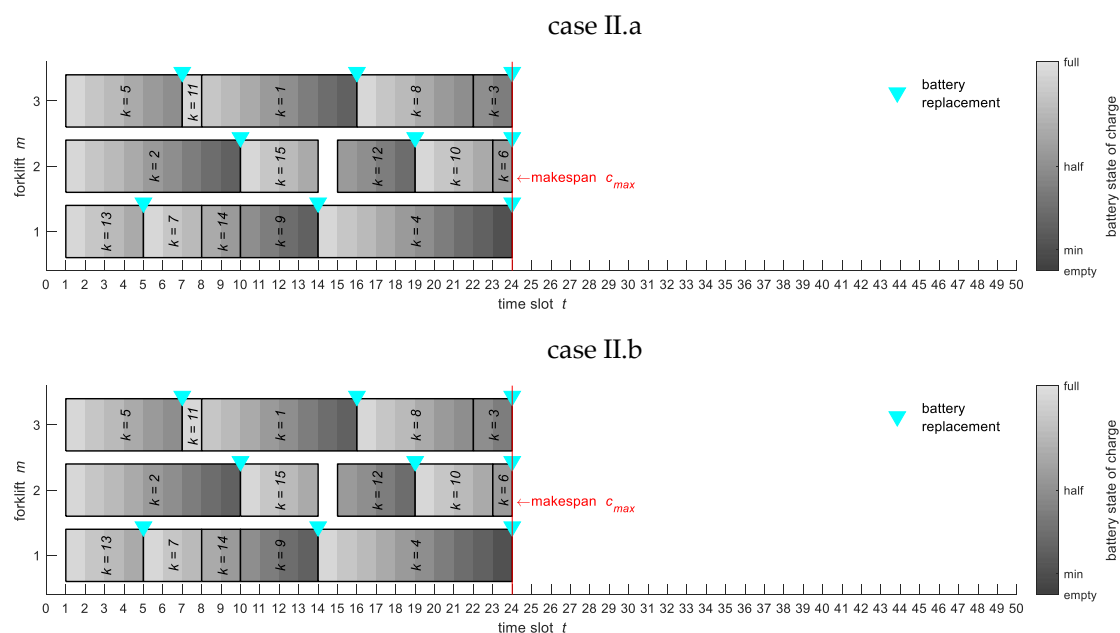 case II.a
forklift m
3
2
1
k = 5
k = 11
k = 1
k = 8
k = 3
k = 2
k = 15
k = 12
k = 10
k = 6
k = 13
k = 7
k = 14
k = 9
k = 4
←makespan c_max
battery
replacement
full
half
min
empty
battery state of charge
0 1 2 3 4 5 6 7 8 9 10 11 12 13 14 15 16 17 18 19 20 21 22 23 24 25 26 27 28 29 30 31 32 33 34 35 36 37 38 39 40 41 42 43 44 45 46 47 48 49 50
time slot t
case II.b
forklift m
3
2
1
k = 5
k = 11
k = 1
k = 8
k = 3
k = 2
k = 15
k = 12
k = 10
k = 6
k = 13
k = 7
k = 14
k = 9
k = 4
←makespan c_max
battery
replacement
full
half
min
empty
battery state of charge
0 1 2 3 4 5 6 7 8 9 10 11 12 13 14 15 16 17 18 19 20 21 22 23 24 25 26 27 28 29 30 31 32 33 34 35 36 37 38 39 40 41 42 43 44 45 46 47 48 49 50
time slot t